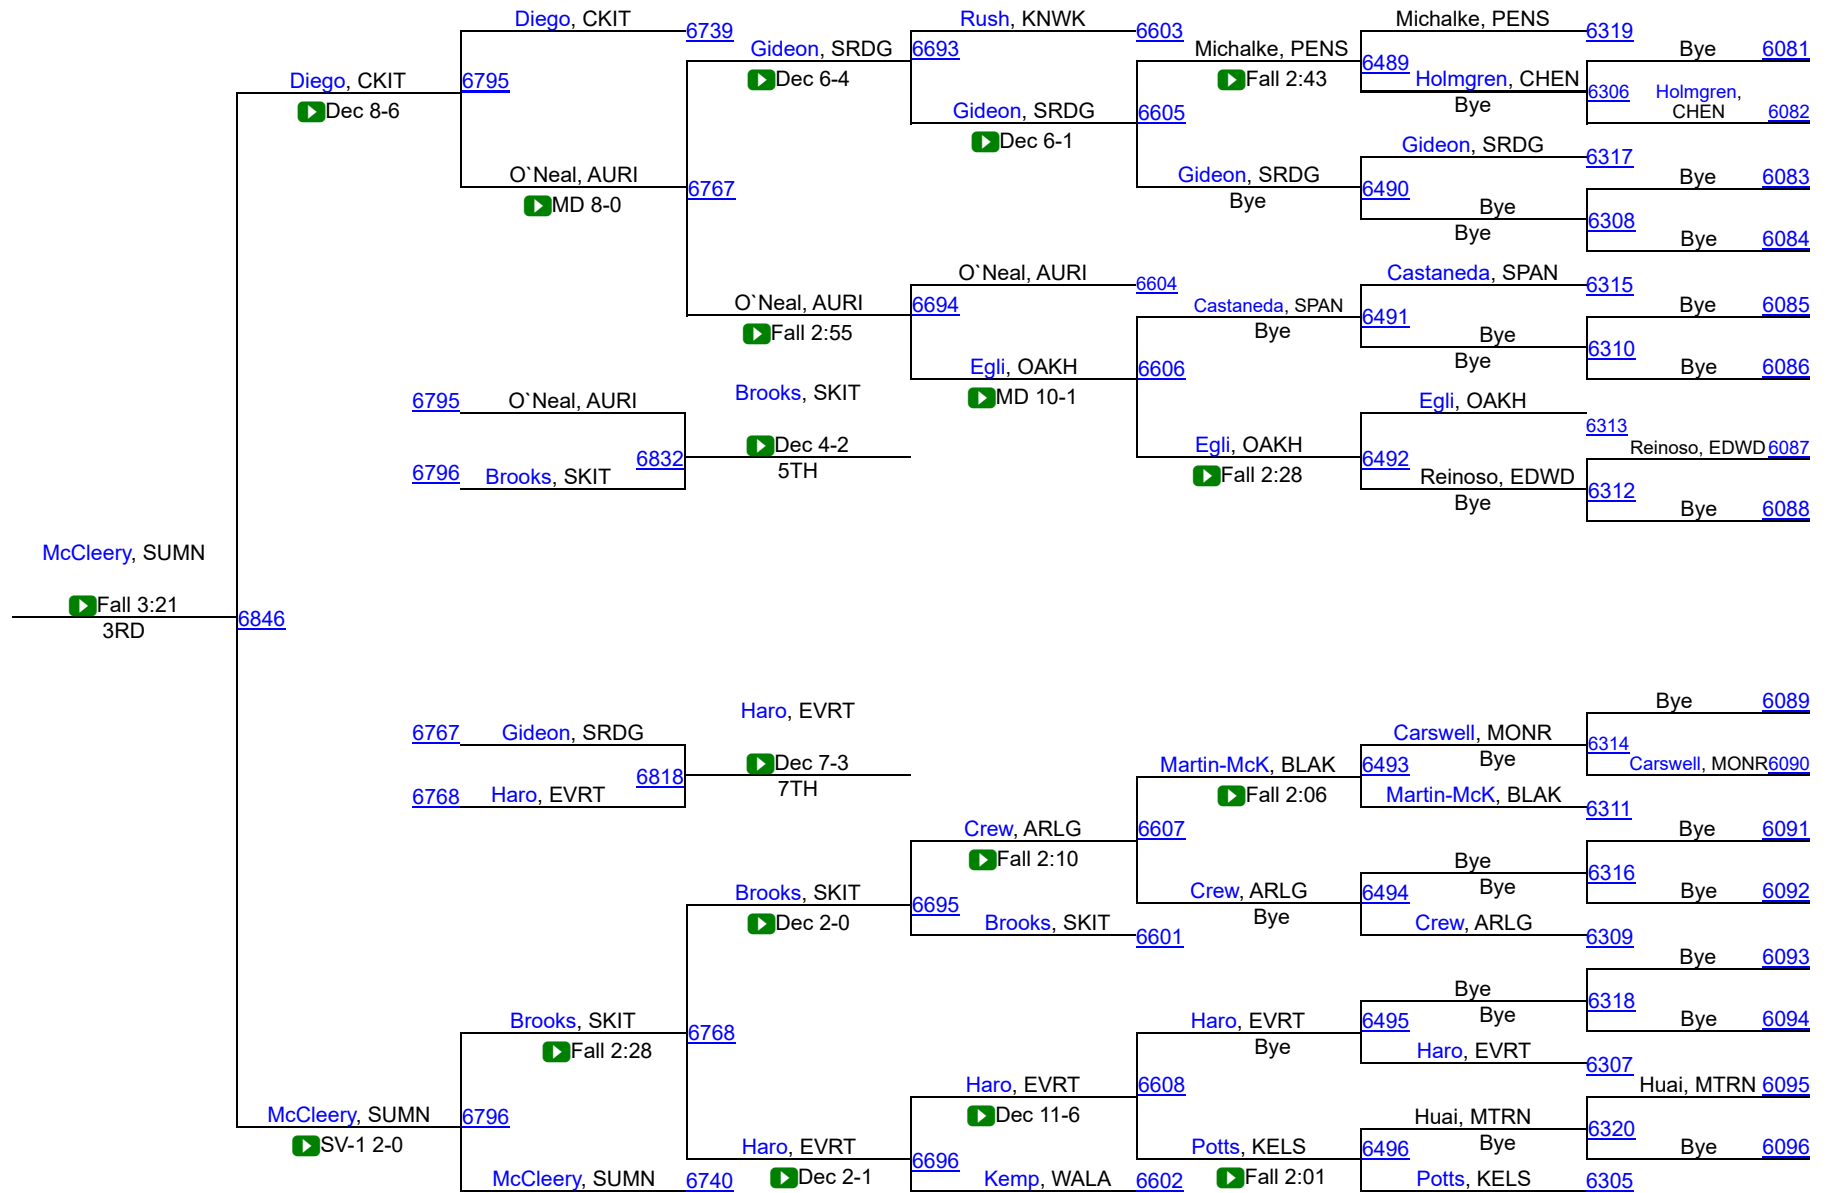 Diego, CKIT
6739
Rush, KNWK
6603
Michalke, PENS
6319
Gideon, SRDG
6693
Michalke, PENS
6489
Bye
6081
Diego, CKIT
6795
Dec 6-4
Fall 2:43
Holmgren, CHEN
6306
Holmgren,
CHEN
6082
Dec 8-6
Gideon, SRDG
6605
Bye
Dec 6-1
Gideon, SRDG
6317
O`Neal, AURI
6767
Gideon, SRDG
6490
Bye
6083
MD 8-0
Bye
Bye
6308
Bye
Bye
6084
O`Neal, AURI
6604
Castaneda, SPAN
6315
O`Neal, AURI
6694
Castaneda, SPAN
6491
Bye
6085
Fall 2:55
Bye
Bye
6310
Egli, OAKH
6606
Bye
Bye
6086
6795
O`Neal, AURI
Brooks, SKIT
MD 10-1
Egli, OAKH
6313
6832
Dec 4-2
Egli, OAKH
6492
Reinoso, EDWD
6087
6796
Brooks, SKIT
5TH
Fall 2:28
Reinoso, EDWD
6312
Bye
Bye
6088
McCleery, SUMN
Fall 3:21
6846
3RD
Haro, EVRT
Bye
6089
6767
Gideon, SRDG
Carswell, MONR
6314
6818
Dec 7-3
Martin-McK, BLAK
6493
Bye
Carswell, MONR
6090
6768
Haro, EVRT
7TH
Fall 2:06
Martin-McK, BLAK
6311
Crew, ARLG
6607
Bye
6091
Fall 2:10
Bye
6316
Brooks, SKIT
6695
Crew, ARLG
6494
Bye
Bye
6092
Dec 2-0
Brooks, SKIT
6601
Bye
Crew, ARLG
6309
Bye
6093
Bye
6318
Brooks, SKIT
6768
Haro, EVRT
6495
Bye
Bye
6094
Fall 2:28
Bye
Haro, EVRT
6307
Haro, EVRT
6608
Huai, MTRN
6095
McCleery, SUMN
6796
Dec 11-6
Huai, MTRN
6320
SV-1 2-0
Haro, EVRT
6696
Potts, KELS
6496
Bye
Bye
6096
McCleery, SUMN
6740
Dec 2-1
Kemp, WALA
6602
Fall 2:01
Potts, KELS
6305